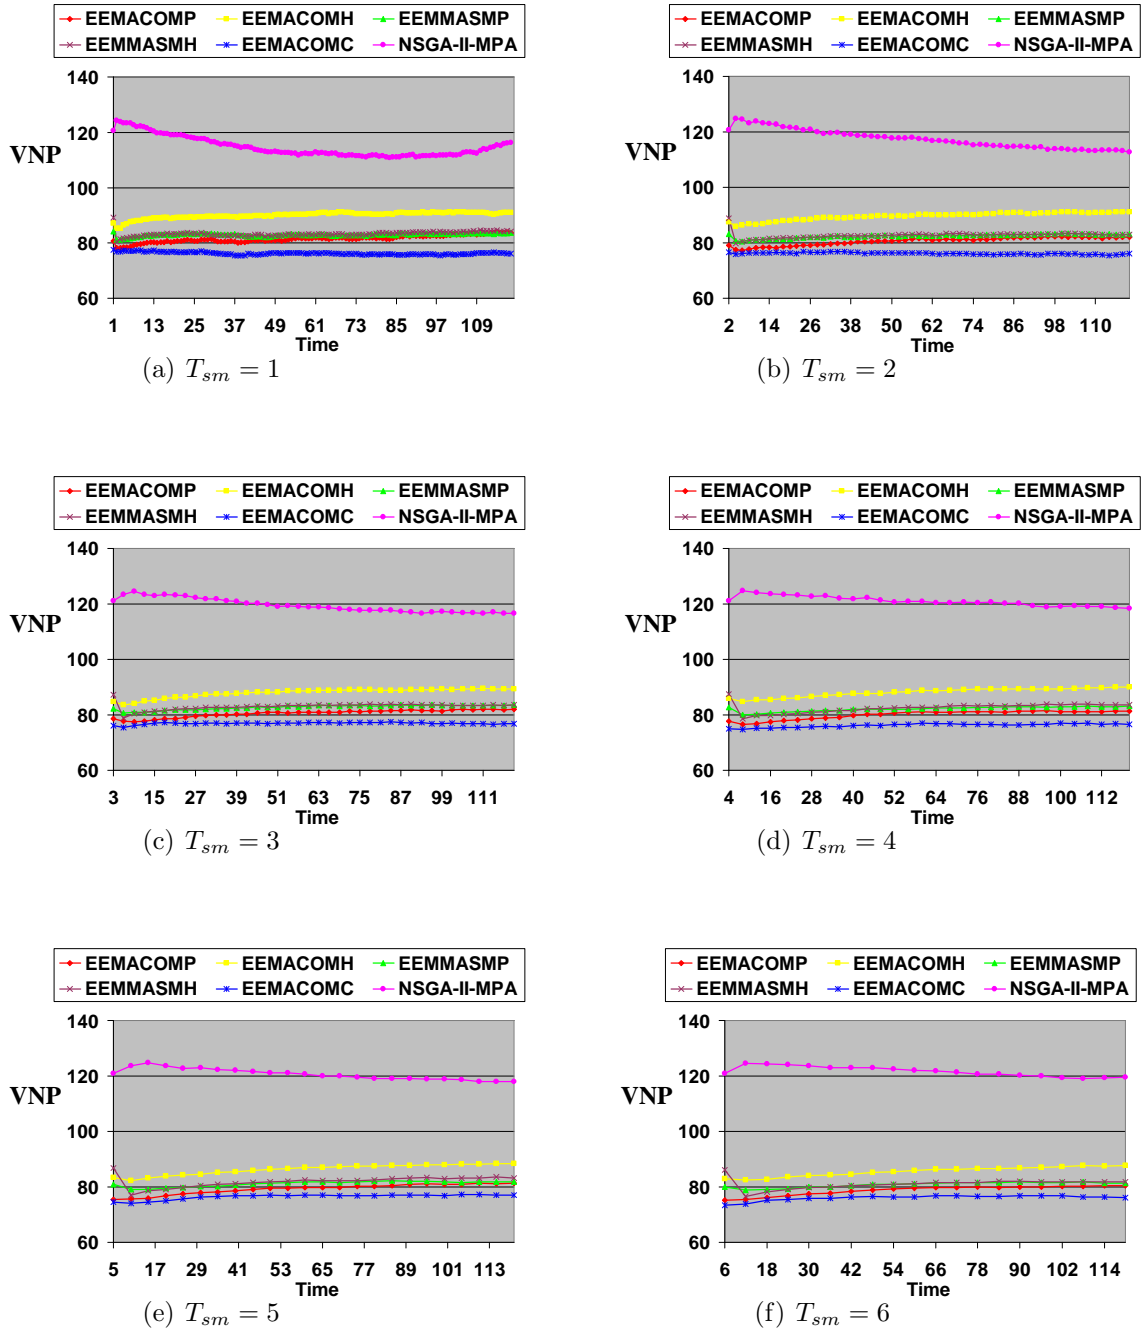 EEMACOMP EEMACOMH EEMMASMP EEMACOMP EEMACOMH EEMMASMP
EEMMASMH EEMACOMC NSGA-II-MPA EEMMASMH EEMACOMC NSGA-II-MPA
140 140
120 120
VNP VNP
100 100
80 80
60 60
1 13 25 37 49 61 73 85 97 109 2 14 26 38 50 62 74 86 98 110
Time Time
(a) T_sm = 1 (b) T_sm = 2
EEMACOMP EEMACOMH EEMMASMP EEMACOMP EEMACOMH EEMMASMP
EEMMASMH EEMACOMC NSGA-II-MPA EEMMASMH EEMACOMC NSGA-II-MPA
140 140
120 120
VNP VNP
100 100
80 80
60 60
3 15 27 39 51 63 75 87 99 111 4 16 28 40 52 64 76 88 100 112
Time Time
(c) T_sm = 3 (d) T_sm = 4
EEMACOMP EEMACOMH EEMMASMP EEMACOMP EEMACOMH EEMMASMP
EEMMASMH EEMACOMC NSGA-II-MPA EEMMASMH EEMACOMC NSGA-II-MPA
140 140
120 120
VNP VNP
100 100
80 80
60 60
5 17 29 41 53 65 77 89 101 113 6 18 30 42 54 66 78 90 102 114
Time Time
(e) T_sm = 5 (f) T_sm = 6